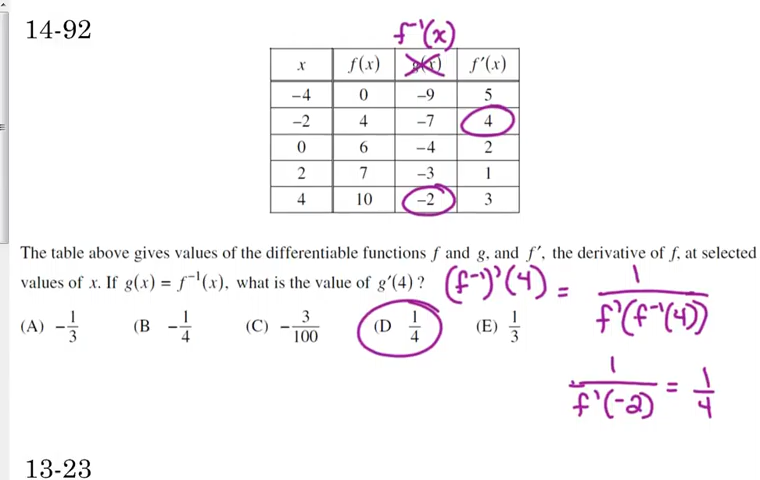 14-92
f⁻¹(x)
x f(x) g(x) f′(x)
−4 0 −9 5
−2 4 −7 4
0 6 −4 2
2 7 −3 1
4 10 −2 3
The table above gives values of the differentiable functions f and g, and f′, the derivative of f, at selected
values of x. If g(x) = f⁻¹(x), what is the value of g′(4) ? (f⁻¹)'(4) = 1/f'(f⁻¹(4))
(A) −1/3 (B −1/4 (C) −3/100 (D 1/4 (E) 1/3
1/f'(-2) = 1/4
13-23